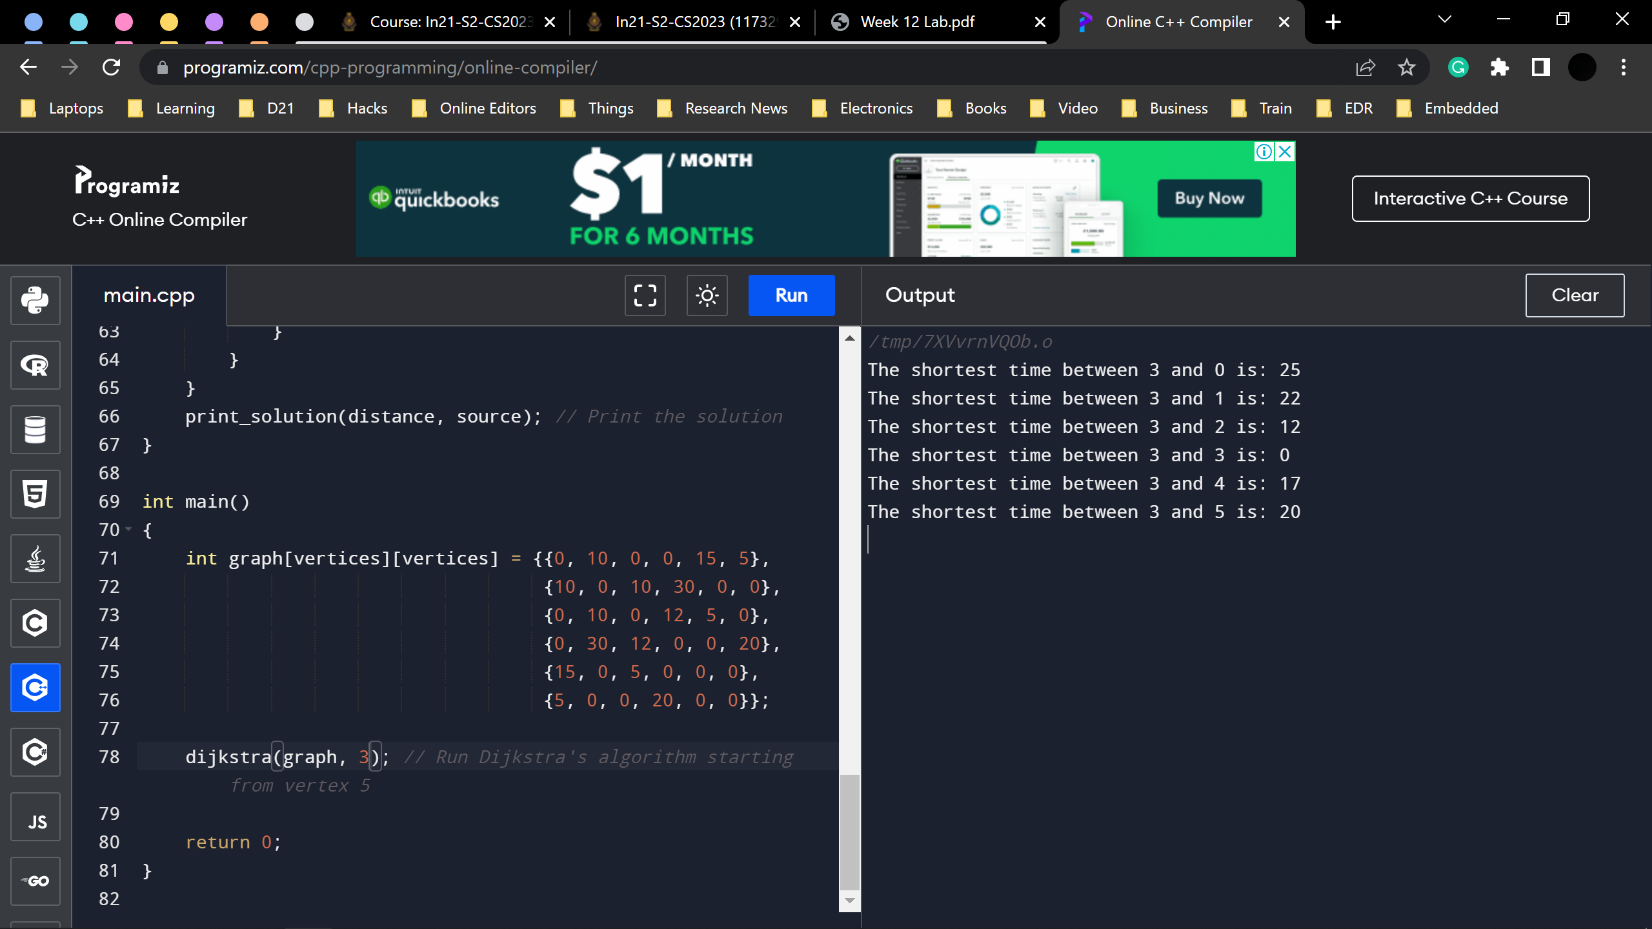 Course: In21-S2-CS2023
In21-S2-CS2023 (11732
Week 12 Lab.pdf
Online C++ Compiler
programiz.com/cpp-programming/online-compiler/
Laptops
Learning
D21
Hacks
Online Editors
Things
Research News
Electronics
Books
Video
Business
Train
EDR
Embedded
Programiz
C++ Online Compiler
INTUIT
quickbooks
$1 / MONTH
FOR 6 MONTHS
Buy Now
Interactive C++ Course
main.cpp
Run
63 }
64 }
65 }
66 print_solution(distance, source); // Print the solution
67 }
68
69 int main()
70 {
71 int graph[vertices][vertices] = {{0, 10, 0, 0, 15, 5},
72 {10, 0, 10, 30, 0, 0},
73 {0, 10, 0, 12, 5, 0},
74 {0, 30, 12, 0, 0, 20},
75 {15, 0, 5, 0, 0, 0},
76 {5, 0, 0, 20, 0, 0}};
77
78 dijkstra(graph, 3); // Run Dijkstra's algorithm starting
from vertex 5
79
80 return 0;
81 }
82
Output
Clear
/tmp/7XVvrnVQOb.o
The shortest time between 3 and 0 is: 25
The shortest time between 3 and 1 is: 22
The shortest time between 3 and 2 is: 12
The shortest time between 3 and 3 is: 0
The shortest time between 3 and 4 is: 17
The shortest time between 3 and 5 is: 20
JS
GO